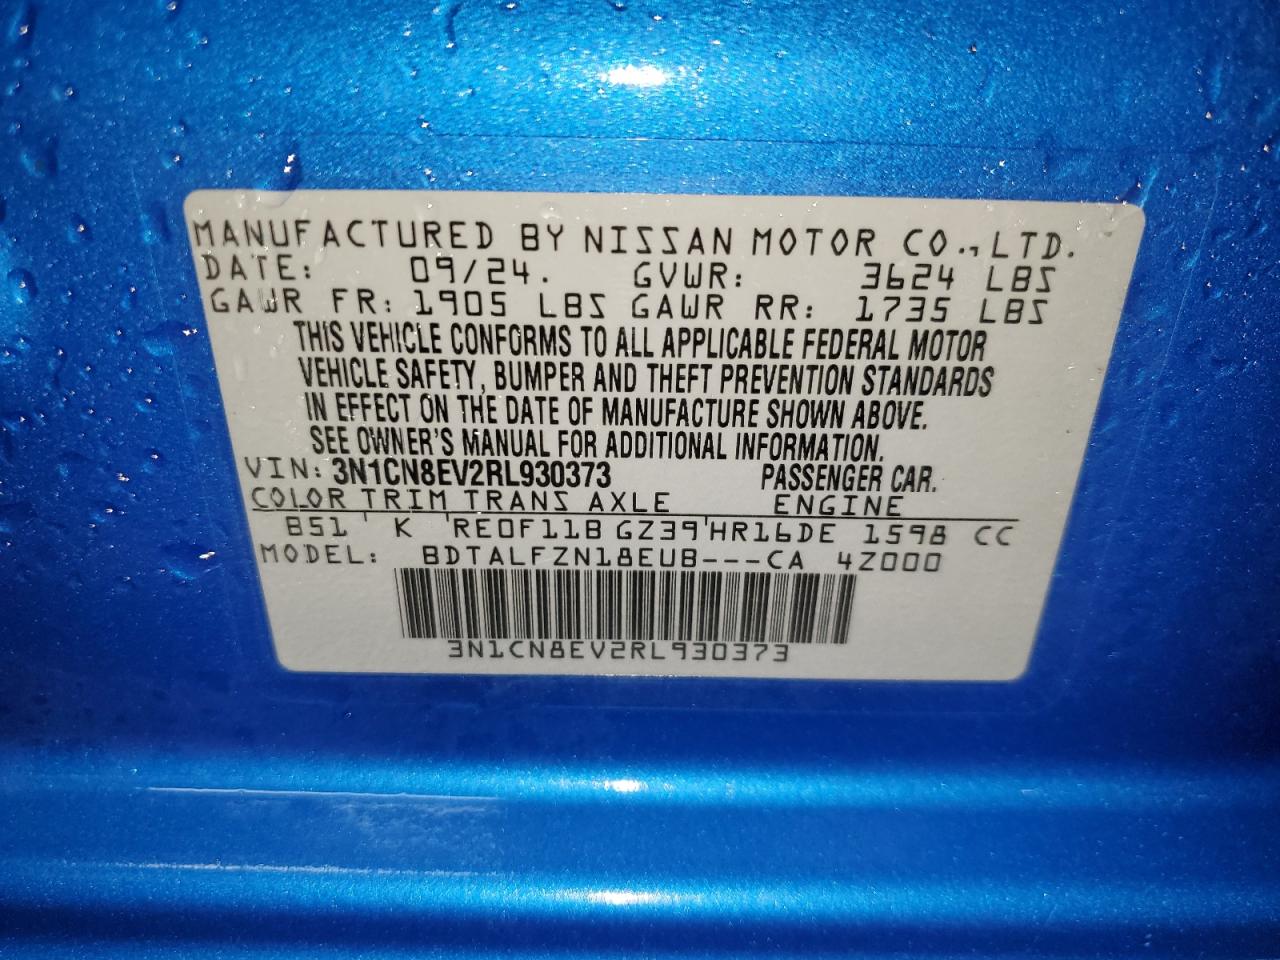 MANUFACTURED BY NISSAN MOTOR CO.,LTD.
DATE: 09/24. GVWR: 3624 LBS
GAWR FR: 1905 LBS GAWR RR: 1735 LBS
THIS VEHICLE CONFORMS TO ALL APPLICABLE FEDERAL MOTOR
VEHICLE SAFETY, BUMPER AND THEFT PREVENTION STANDARDS
IN EFFECT ON THE DATE OF MANUFACTURE SHOWN ABOVE.
SEE OWNER'S MANUAL FOR ADDITIONAL INFORMATION.
VIN: 3N1CN8EV2RL930373 PASSENGER CAR.
COLOR TRIM TRANS AXLE ENGINE
B51 K RE0F11B GZ39 HR16DE 1598 CC
MODEL: BDTALFZN18EUB---CA 4Z000
3N1CN8EV2RL930373